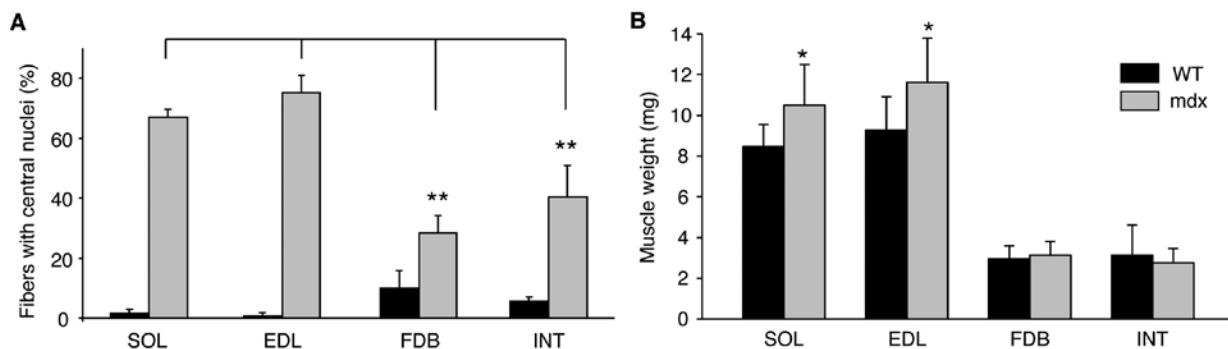 A
Fibers with central nuclei (%)
80
60
40
20
0
**
**
SOL EDL FDB INT
B
Muscle weight (mg)
14
12
10
8
6
4
2
0
*
*
WT
mdx
SOL EDL FDB INT